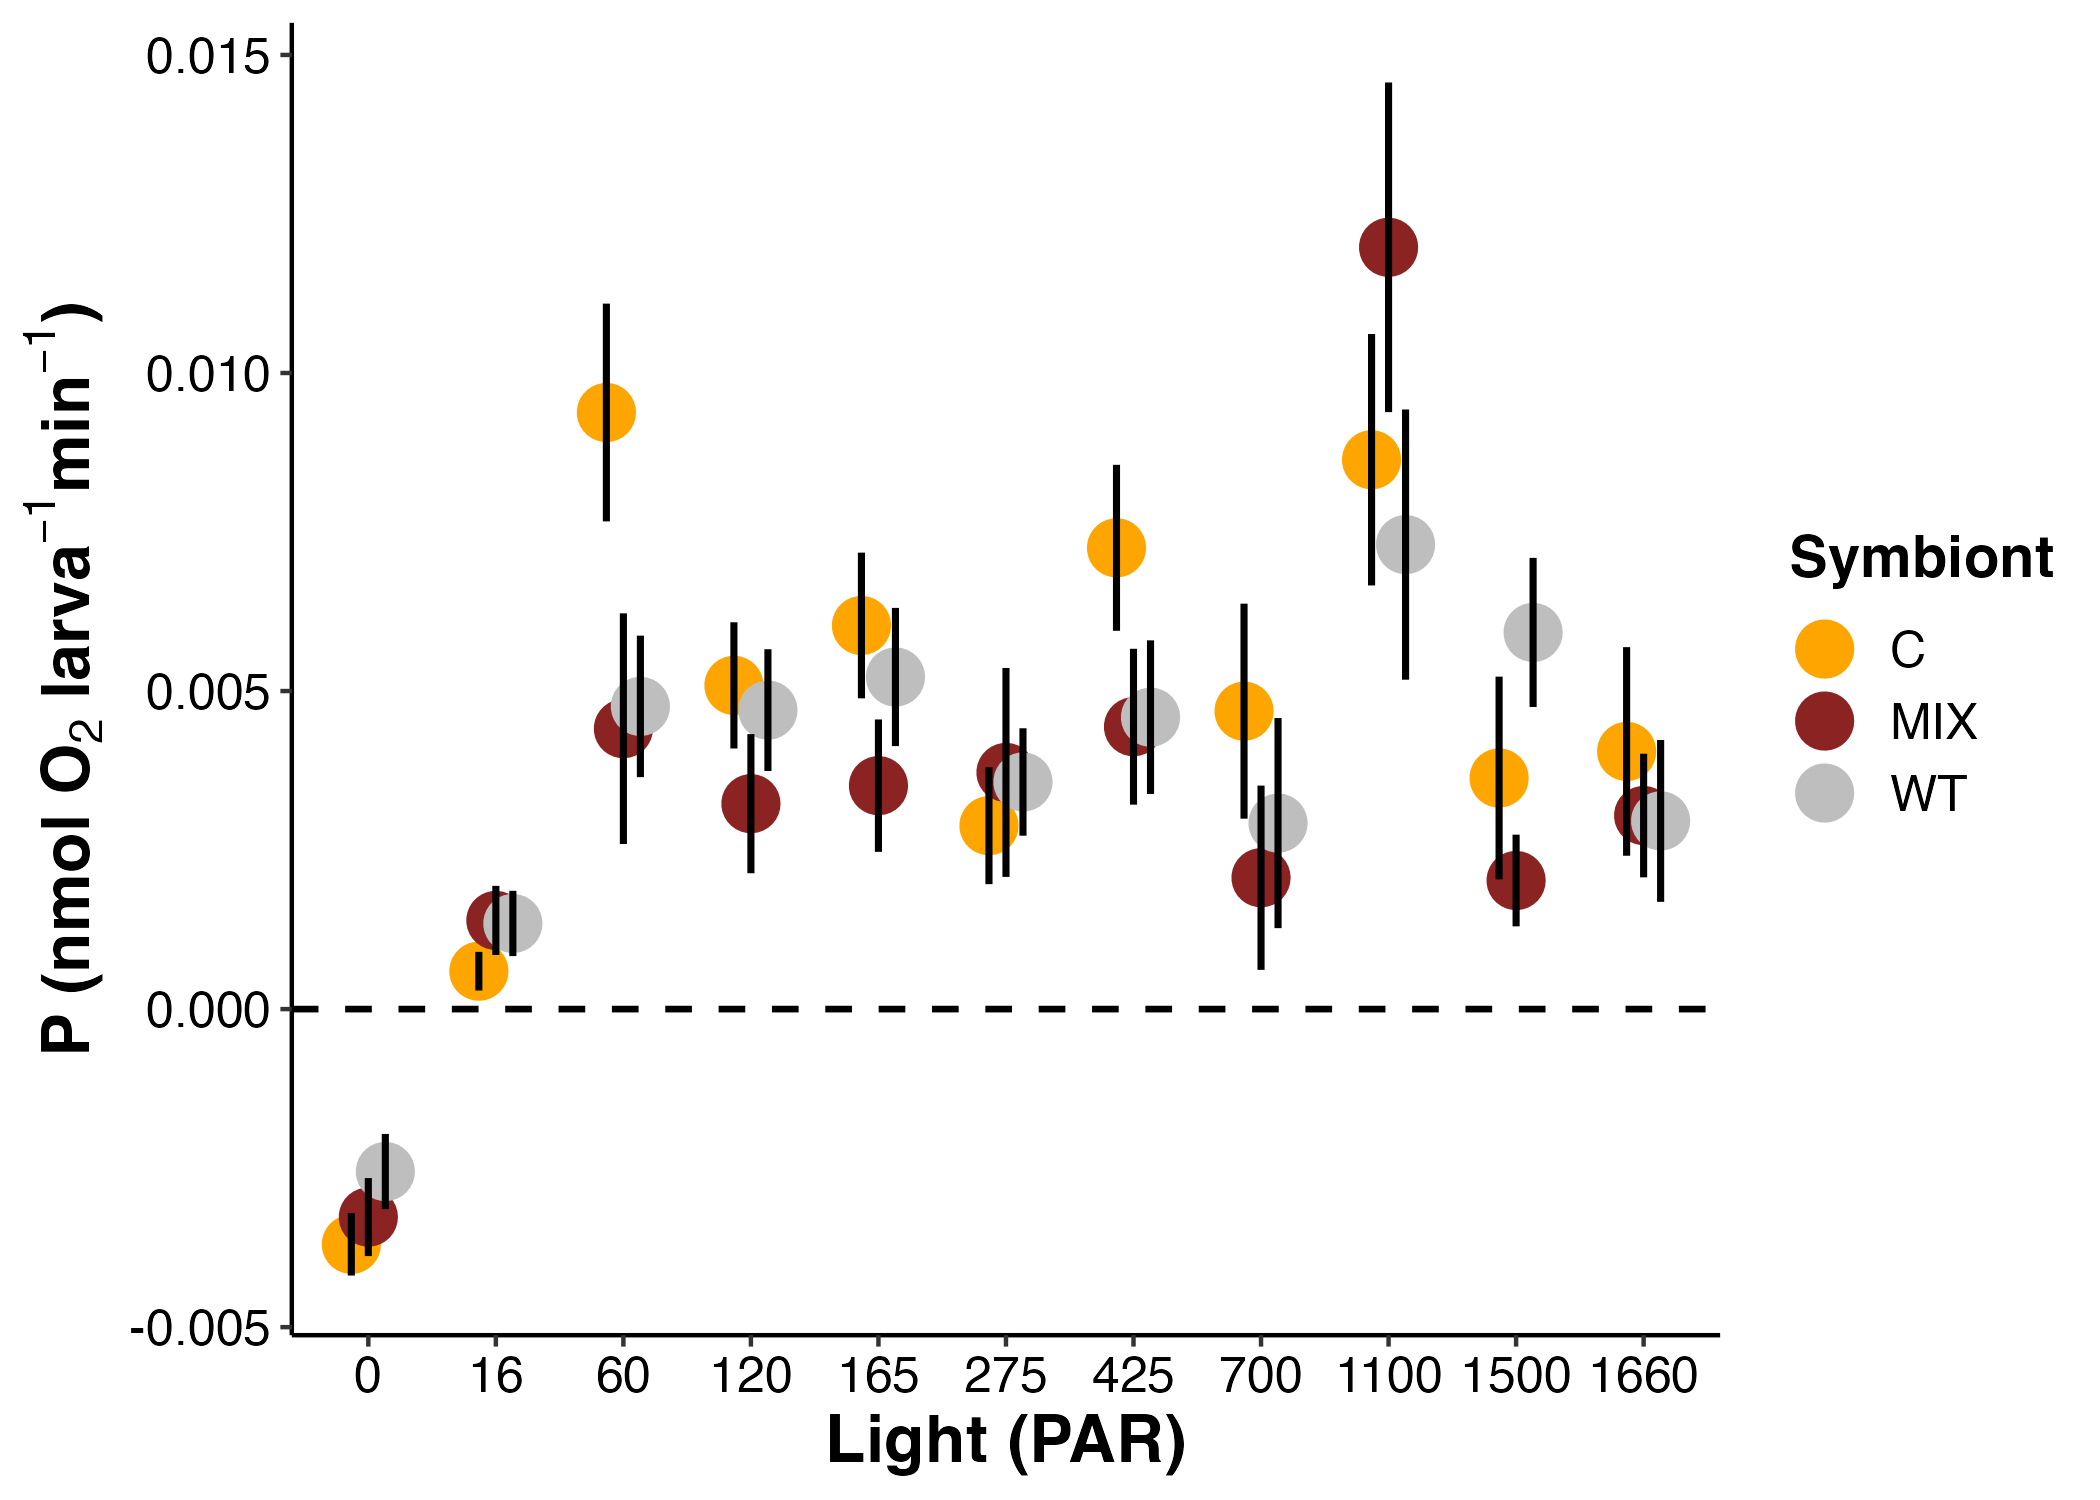 0.015
0.010
0.005
0.000
-0.005
P (nmol O₂ larva⁻¹min⁻¹)
0 16 60 120 165 275 425 700 1100 1500 1660
Light (PAR)
Symbiont
C
MIX
WT